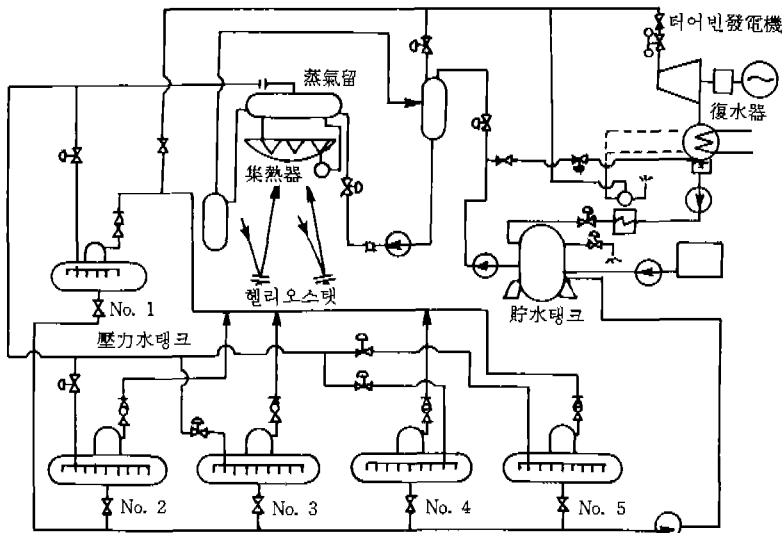 터어빈發電機
蒸氣留
復水器
集熱器
헬리오스탯
No. 1
貯水탱크
壓力水탱크
No. 2
No. 3
No. 4
No. 5